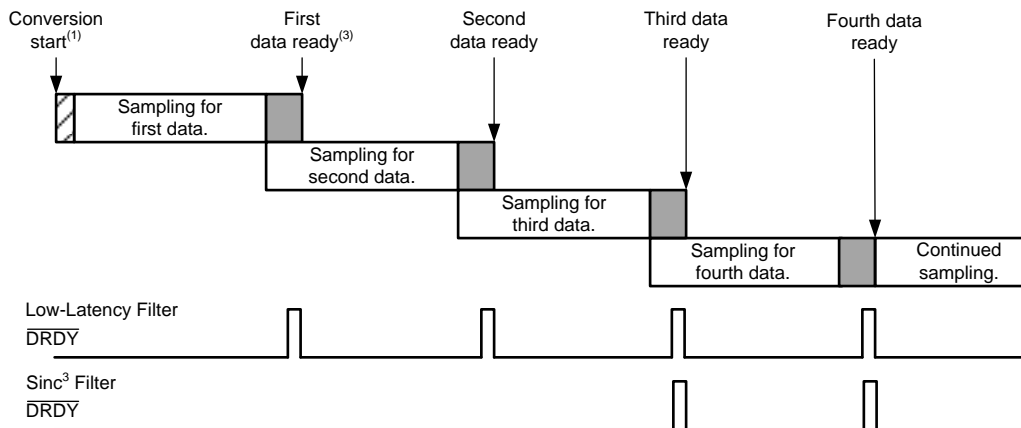 Conversion
start(1)
First
data ready(3)
Second
data ready
Third data
ready
Fourth data
ready
Sampling for
first data.
Sampling for
second data.
Sampling for
third data.
Sampling for
fourth data.
Continued
sampling.
Low-Latency Filter
DRDY
Sinc3 Filter
DRDY